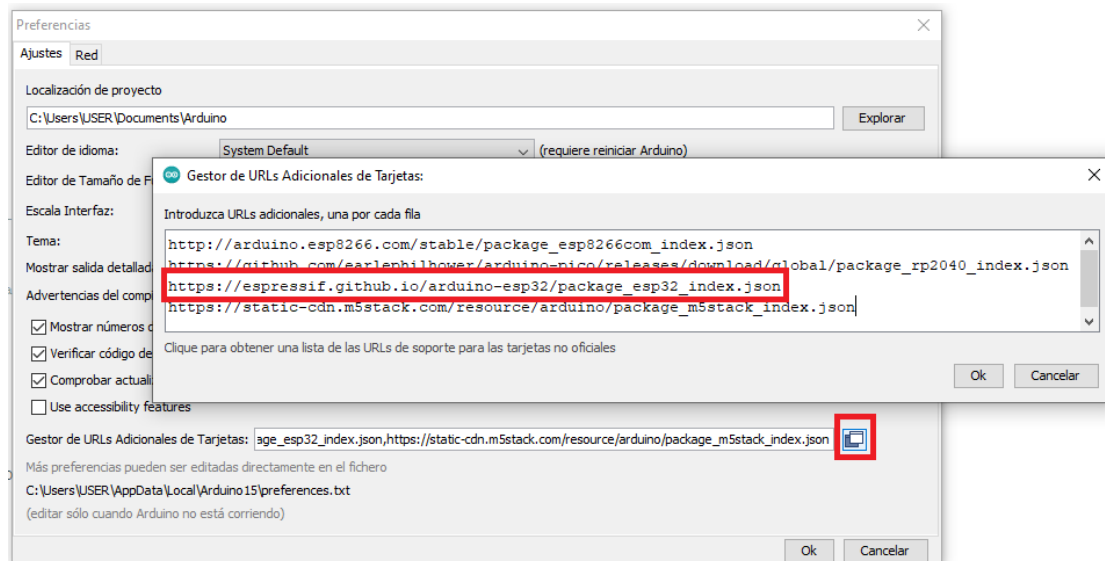 Preferencias
Ajustes Red
Localización de proyecto
C:\Users\USER\Documents\Arduino
Explorar
Editor de idioma: System Default (requiere reiniciar Arduino)
Editor de Tamaño de
Escala Interfaz:
Tema:
Mostrar salida detallad
Advertencias del compi
Mostrar números
Verificar código de
Comprobar actuali
Use accessibility features
Gestor de URLs Adicionales de Tarjetas:
Introduzca URLs adicionales, una por cada fila
http://arduino.esp8266.com/stable/package_esp8266com_index.json
https://github.com/earlephilhower/arduino-pico/releases/download/global/package_rp2040_index.json
https://espressif.github.io/arduino-esp32/package_esp32_index.json
https://static-cdn.m5stack.com/resource/arduino/package_m5stack_index.json
Clique para obtener una lista de las URLs de soporte para las tarjetas no oficiales
Ok Cancelar
Gestor de URLs Adicionales de Tarjetas: age_esp32_index.json,https://static-cdn.m5stack.com/resource/arduino/package_m5stack_index.json
Más preferencias pueden ser editadas directamente en el fichero
C:\Users\USER\AppData\Local\Arduino15\preferences.txt
(editar sólo cuando Arduino no está corriendo)
Ok Cancelar